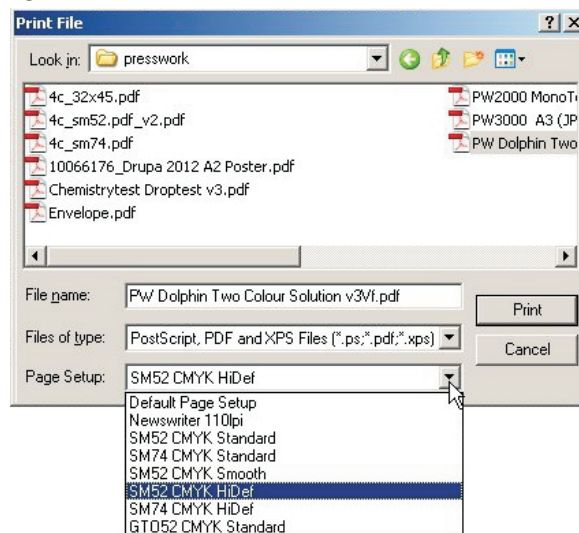 Print File
Look in: presswork
4c_32x45.pdf
4c_sm52.pdf_v2.pdf
4c_sm74.pdf
10066176_Drupa 2012 A2 Poster.pdf
Chemistrytest Droptest v3.pdf
Envelope.pdf
PW2000 MonoT
PW3000 A3 (JP
PW Dolphin Two
File name: PW Dolphin Two Colour Solution v3Vf.pdf
Print
Files of type: PostScript, PDF and XPS Files (*.ps;*.pdf;*.xps)
Cancel
Page Setup: SM52 CMYK HiDef
Default Page Setup
Newswriter 110lpi
SM52 CMYK Standard
SM74 CMYK Standard
SM52 CMYK Smooth
SM52 CMYK HiDef
SM74 CMYK HiDef
GTO52 CMYK Standard